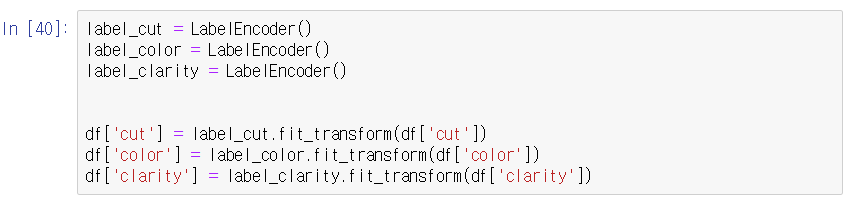 In [40]:
label_cut = LabelEncoder()
label_color = LabelEncoder()
label_clarity = LabelEncoder()
df['cut'] = label_cut.fit_transform(df['cut'])
df['color'] = label_color.fit_transform(df['color'])
df['clarity'] = label_clarity.fit_transform(df['clarity'])